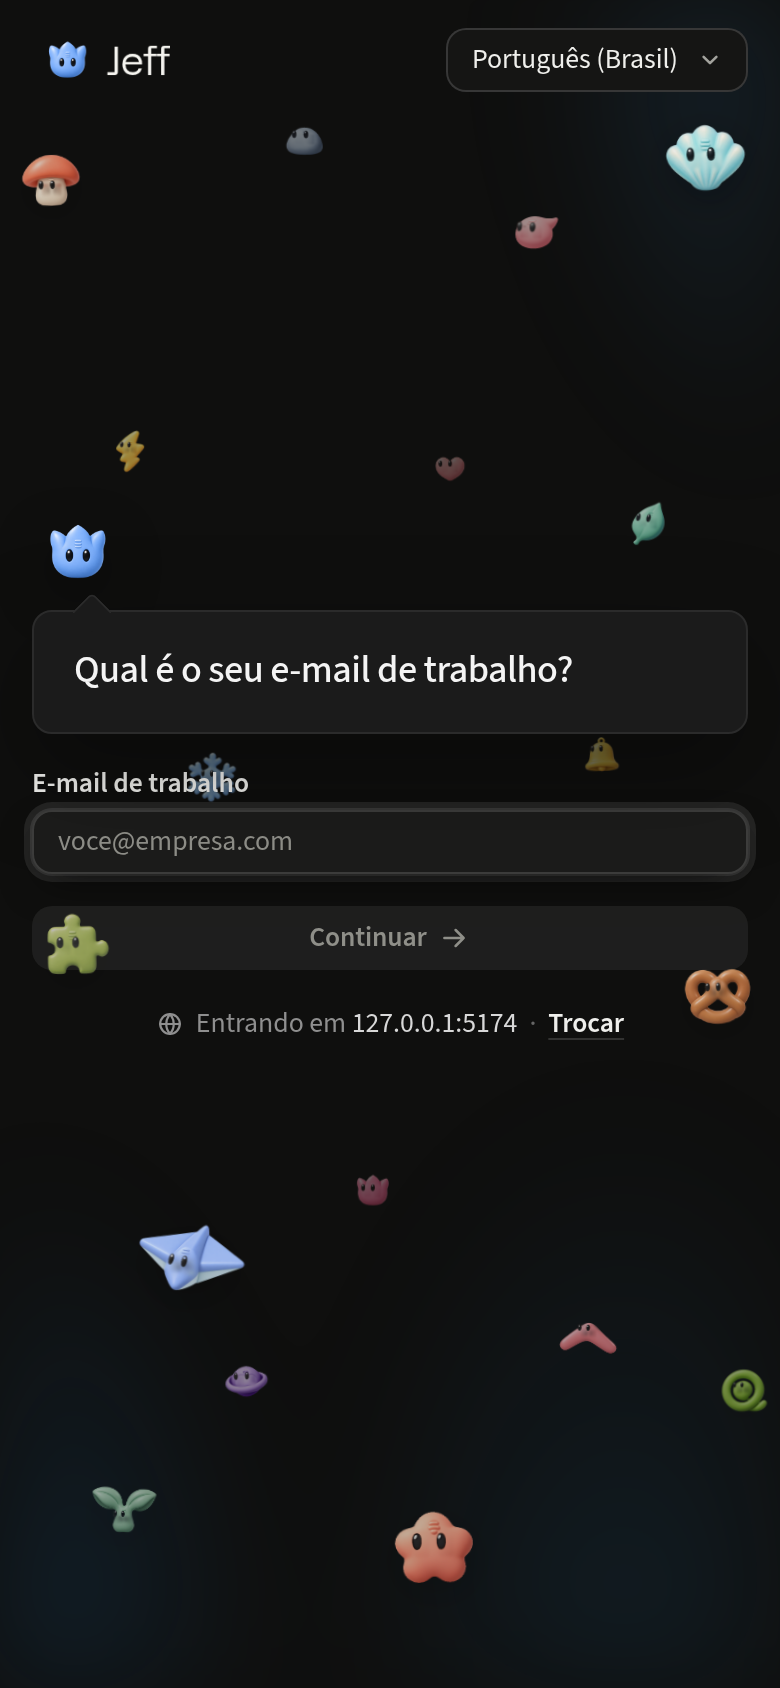 Jeff
Português (Brasil)
Qual é o seu e-mail de trabalho?
E-mail de trabalho
voce@empresa.com
Continuar →
Entrando em 127.0.0.1:5174 · Trocar